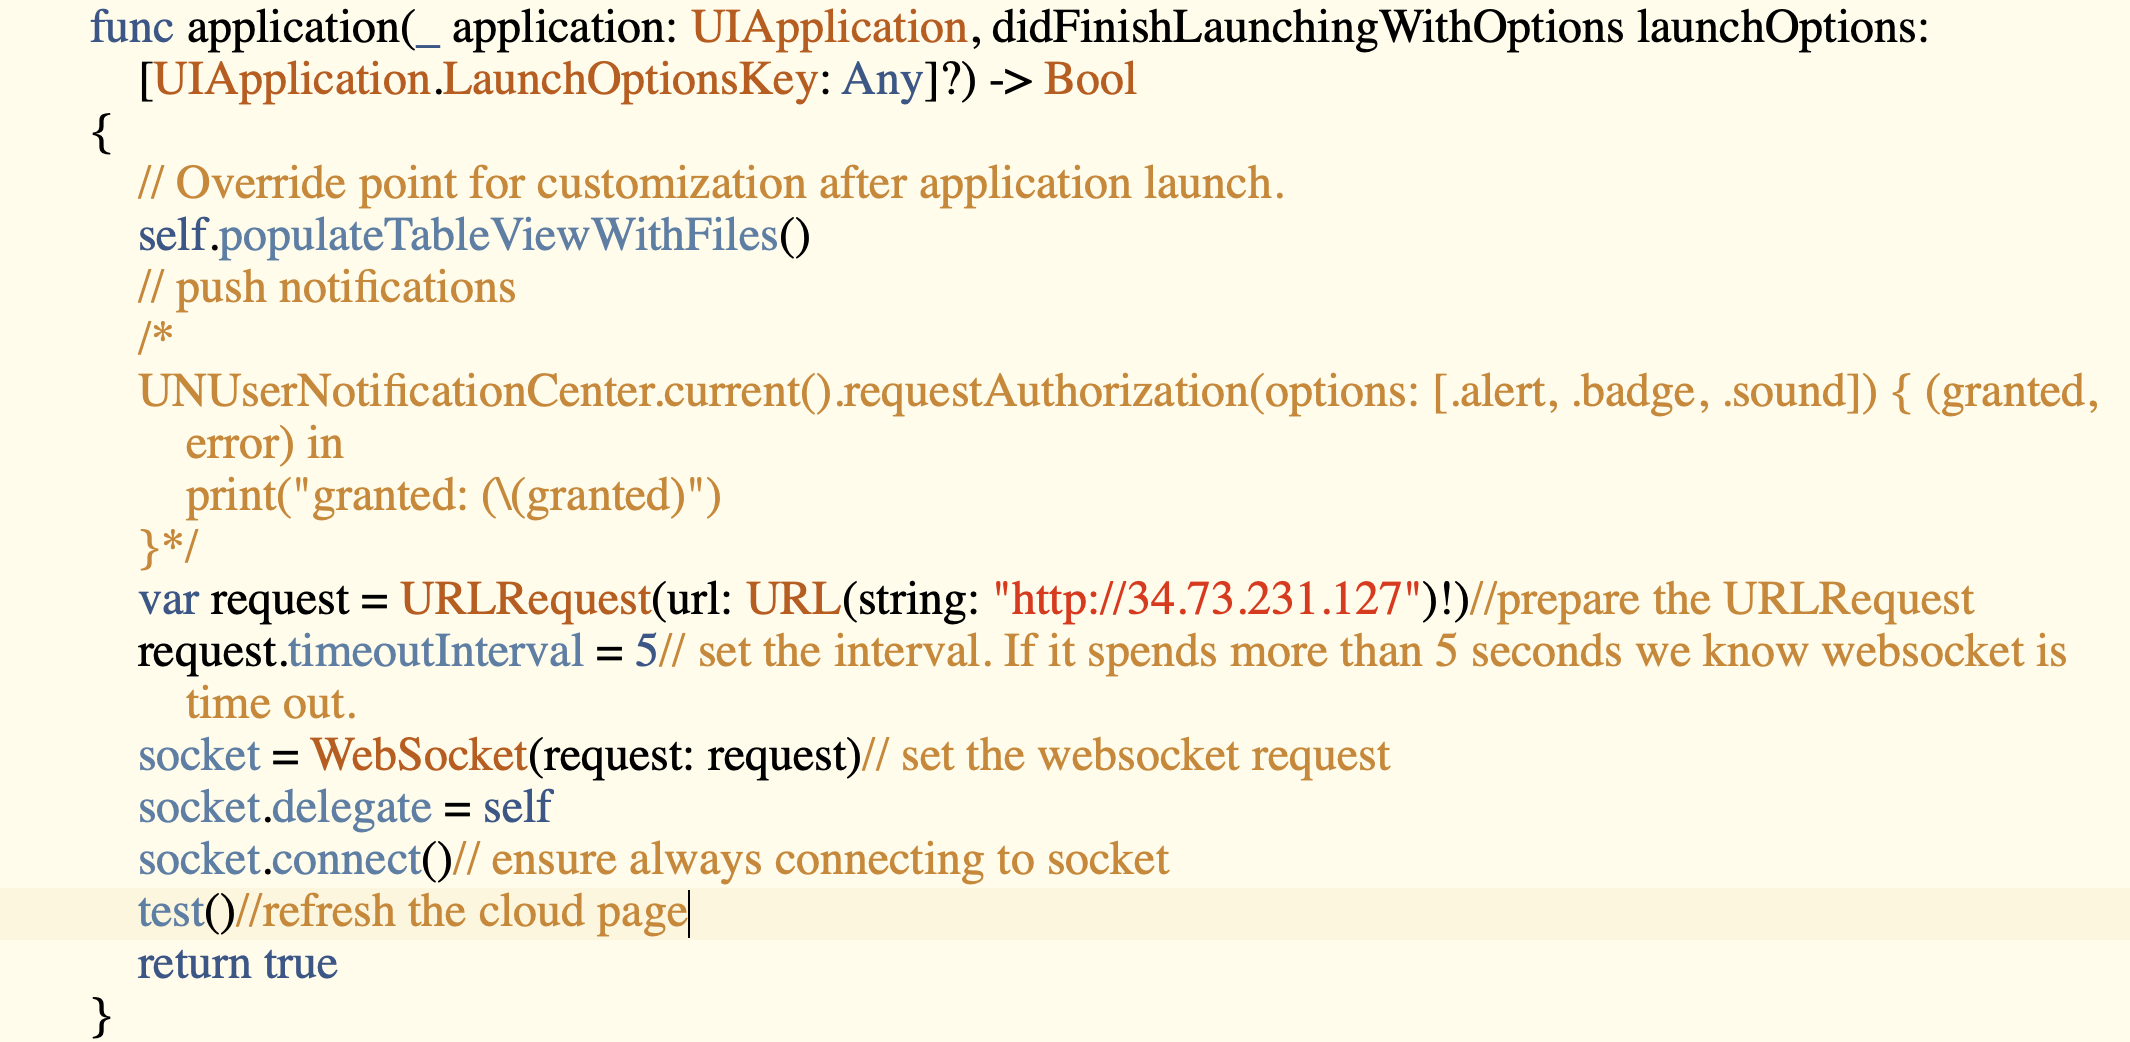 func application(_ application: UIApplication, didFinishLaunchingWithOptions launchOptions:
[UIApplication.LaunchOptionsKey: Any]?) -> Bool
{
// Override point for customization after application launch.
self.populateTableViewWithFiles()
// push notifications
/*
UNUserNotificationCenter.current().requestAuthorization(options: [.alert, .badge, .sound]) { (granted,
error) in
print("granted: (\(granted)")
}*/
var request = URLRequest(url: URL(string: "http://34.73.231.127")!)//prepare the URLRequest
request.timeoutInterval = 5// set the interval. If it spends more than 5 seconds we know websocket is
time out.
socket = WebSocket(request: request)// set the websocket request
socket.delegate = self
socket.connect()// ensure always connecting to socket
test()//refresh the cloud page
return true
}